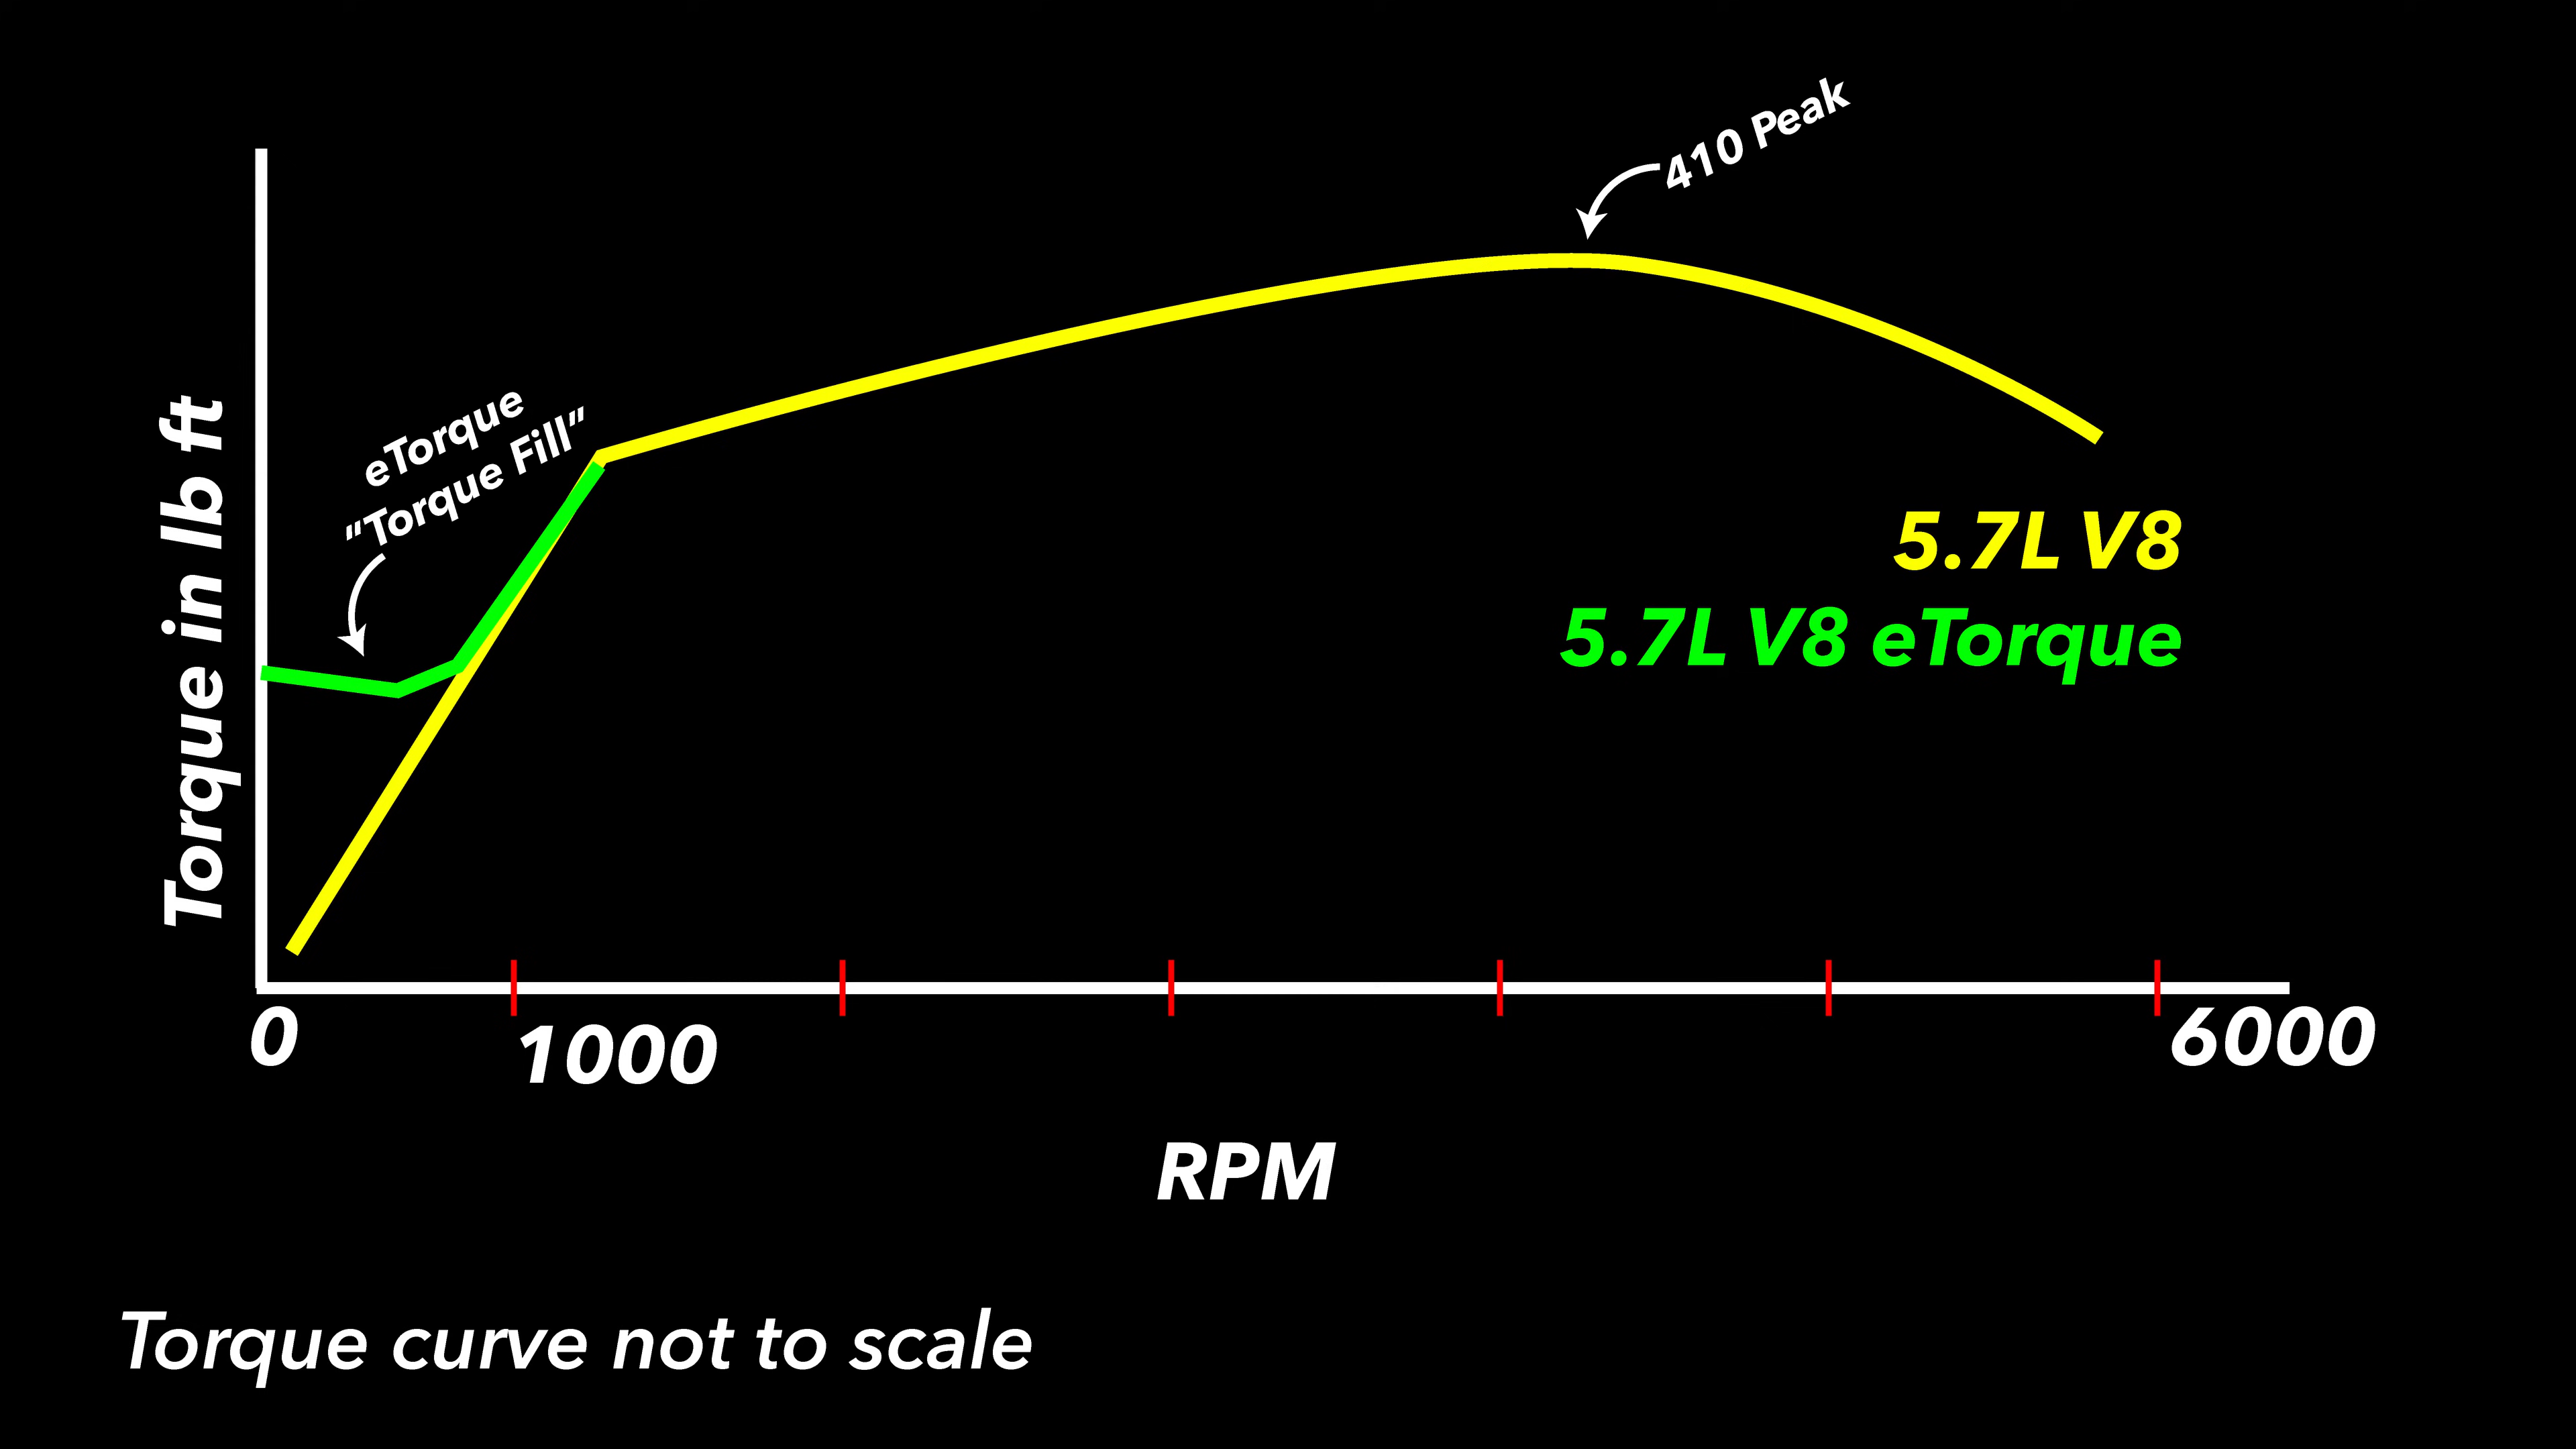 410 Peak
eTorque
“Torque Fill”
Torque in lb ft
5.7L V8
5.7L V8 eTorque
0
1000
6000
RPM
Torque curve not to scale